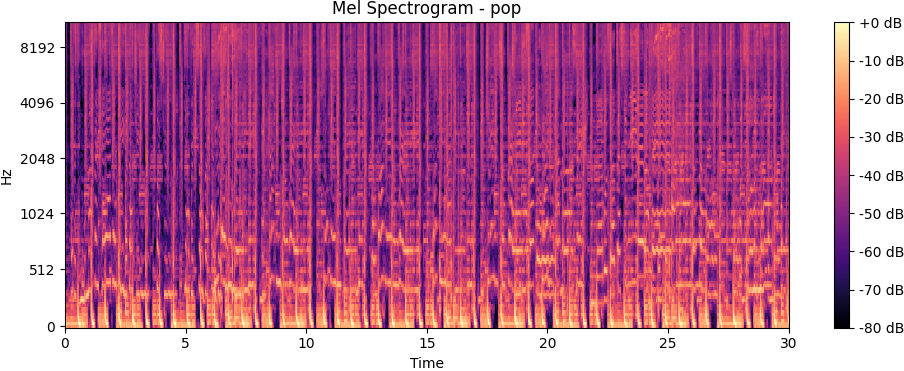 Mel Spectrogram - pop
Hz
8192
4096
2048
1024
512
0
0 5 10 15 20 25 30
Time
+0 dB
-10 dB
-20 dB
-30 dB
-40 dB
-50 dB
-60 dB
-70 dB
-80 dB